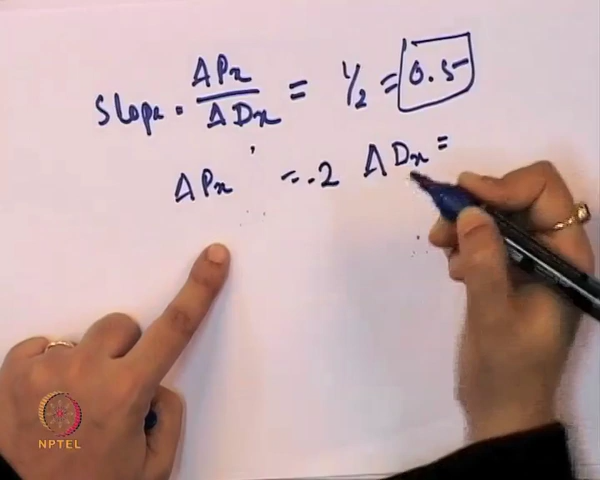 Slope = ΔPx / ΔDx = 1/2 = 0.5
ΔPx = .2 ΔDx =
NPTEL